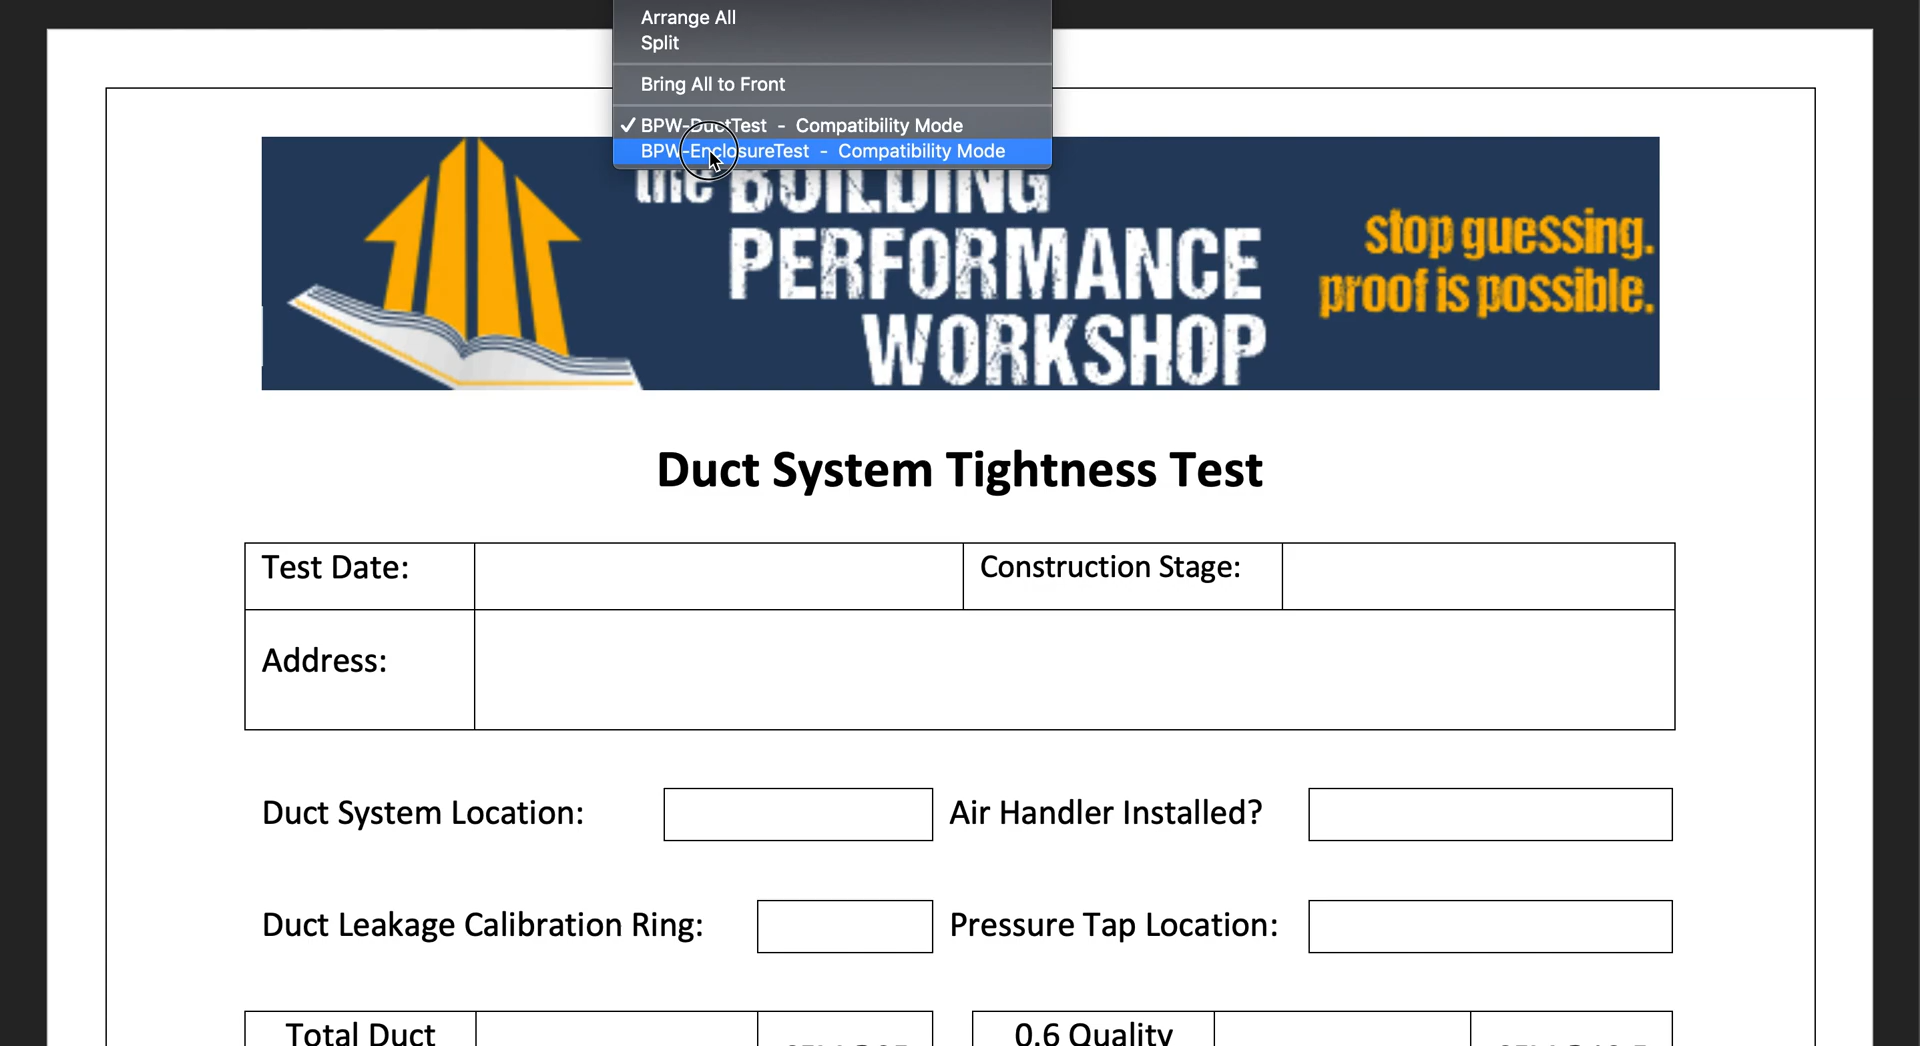 Arrange All
Split
Bring All to Front
✓ BPW-DuctTest - Compatibility Mode
BPW-EnclosureTest - Compatibility Mode
the BUILDING
PERFORMANCE
WORKSHOP
stop guessing.
proof is possible.
Duct System Tightness Test
Test Date:
Construction Stage:
Address:
Duct System Location:
Air Handler Installed?
Duct Leakage Calibration Ring:
Pressure Tap Location:
Total Duct
0.6 Quality